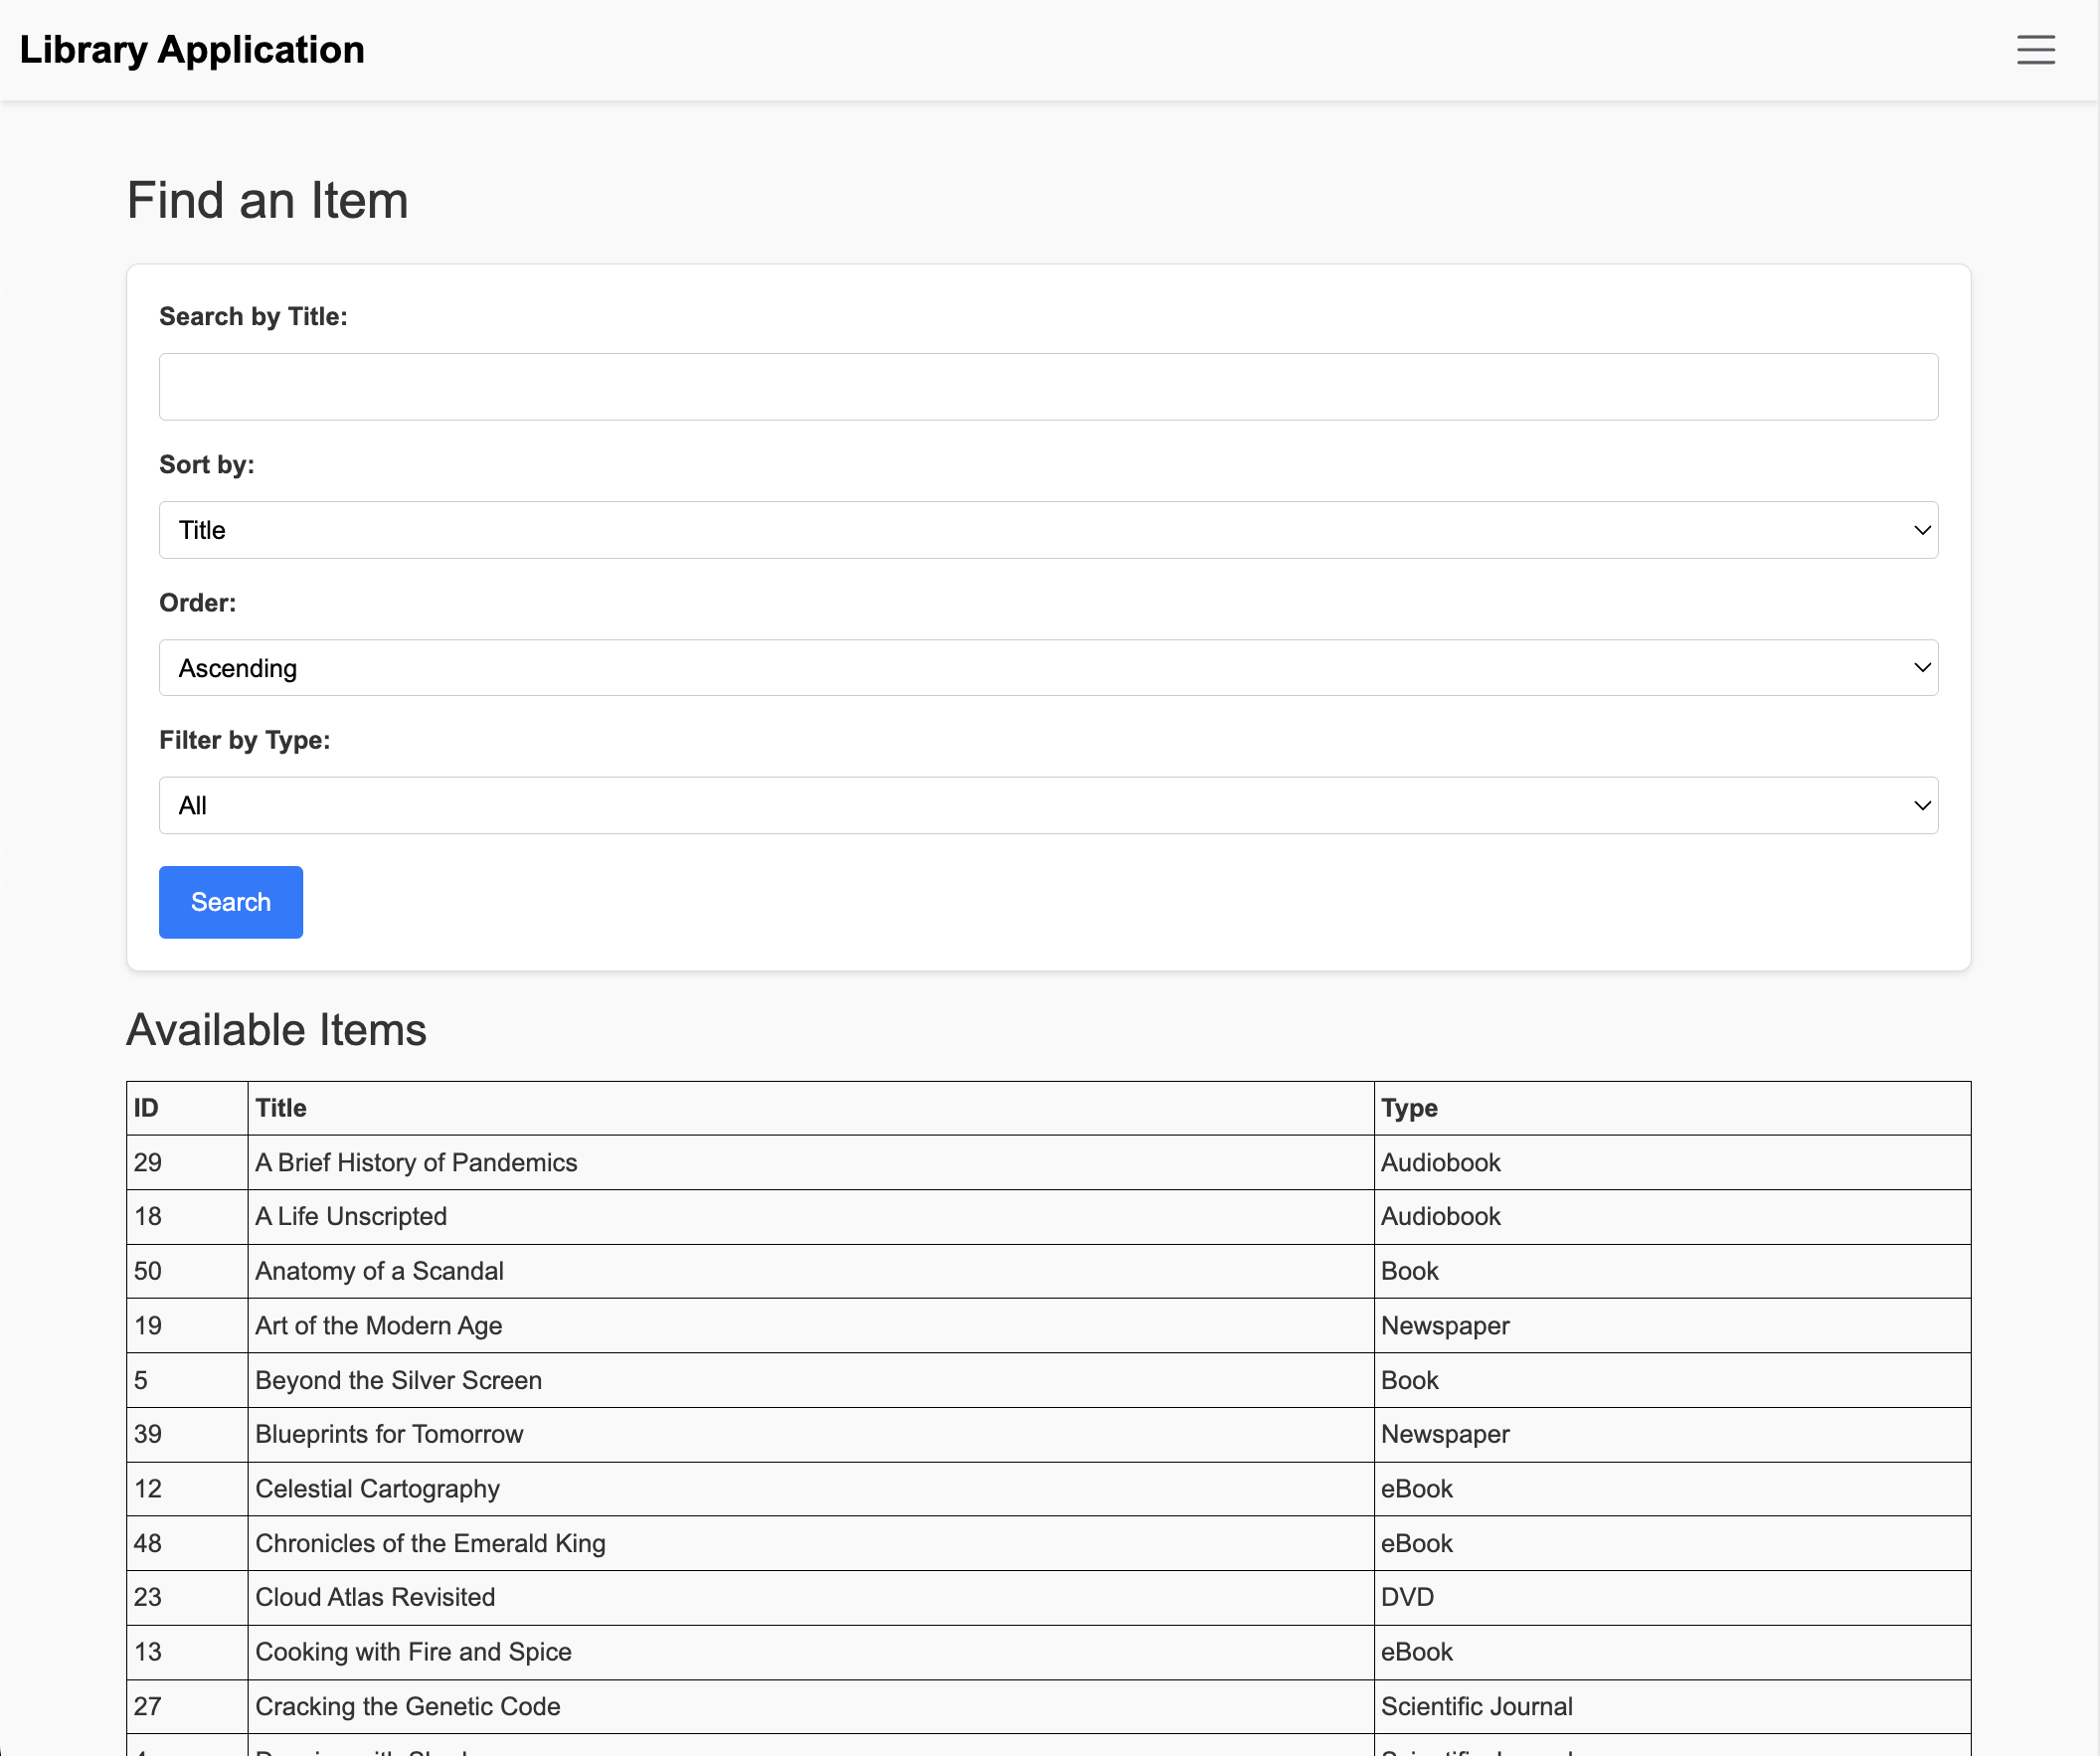 Library Application
Find an Item
Search by Title:
Sort by:
Title
Order:
Ascending
Filter by Type:
All
Search
Available Items
ID Title Type
29 A Brief History of Pandemics Audiobook
18 A Life Unscripted Audiobook
50 Anatomy of a Scandal Book
19 Art of the Modern Age Newspaper
5 Beyond the Silver Screen Book
39 Blueprints for Tomorrow Newspaper
12 Celestial Cartography eBook
48 Chronicles of the Emerald King eBook
23 Cloud Atlas Revisited DVD
13 Cooking with Fire and Spice eBook
27 Cracking the Genetic Code Scientific Journal